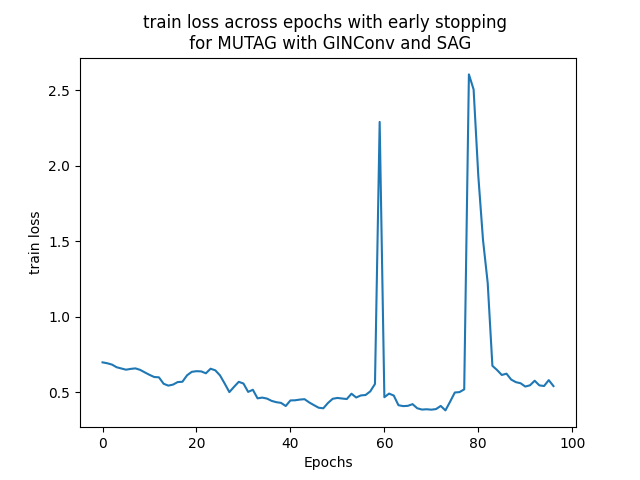 train loss across epochs with early stopping
for MUTAG with GINConv and SAG
2.5
2.0
1.5
1.0
0.5
train loss
0 20 40 60 80 100
Epochs